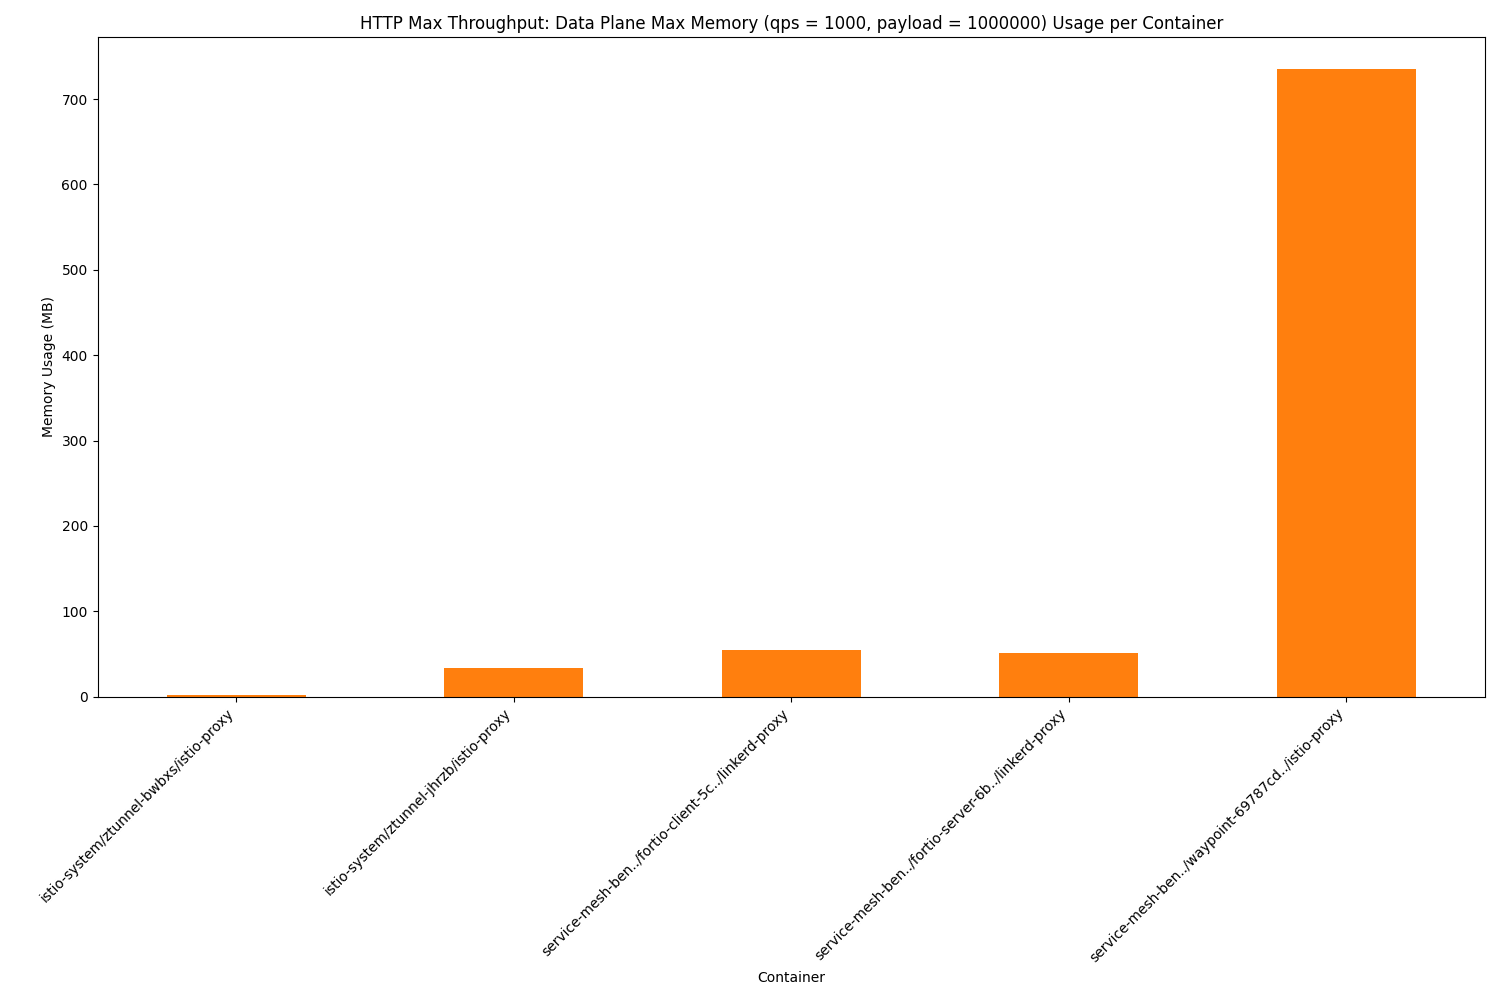 HTTP Max Throughput: Data Plane Max Memory (qps = 1000, payload = 1000000) Usage per Container
Memory Usage (MB)
700
600
500
400
300
200
100
0
istio-system/ztunnel-bwbxs/istio-proxy
istio-system/ztunnel-jhrzb/istio-proxy
service-mesh-ben../fortio-client-5c../linkerd-proxy
service-mesh-ben../fortio-server-6b../linkerd-proxy
service-mesh-ben../waypoint-69787cd../istio-proxy
Container